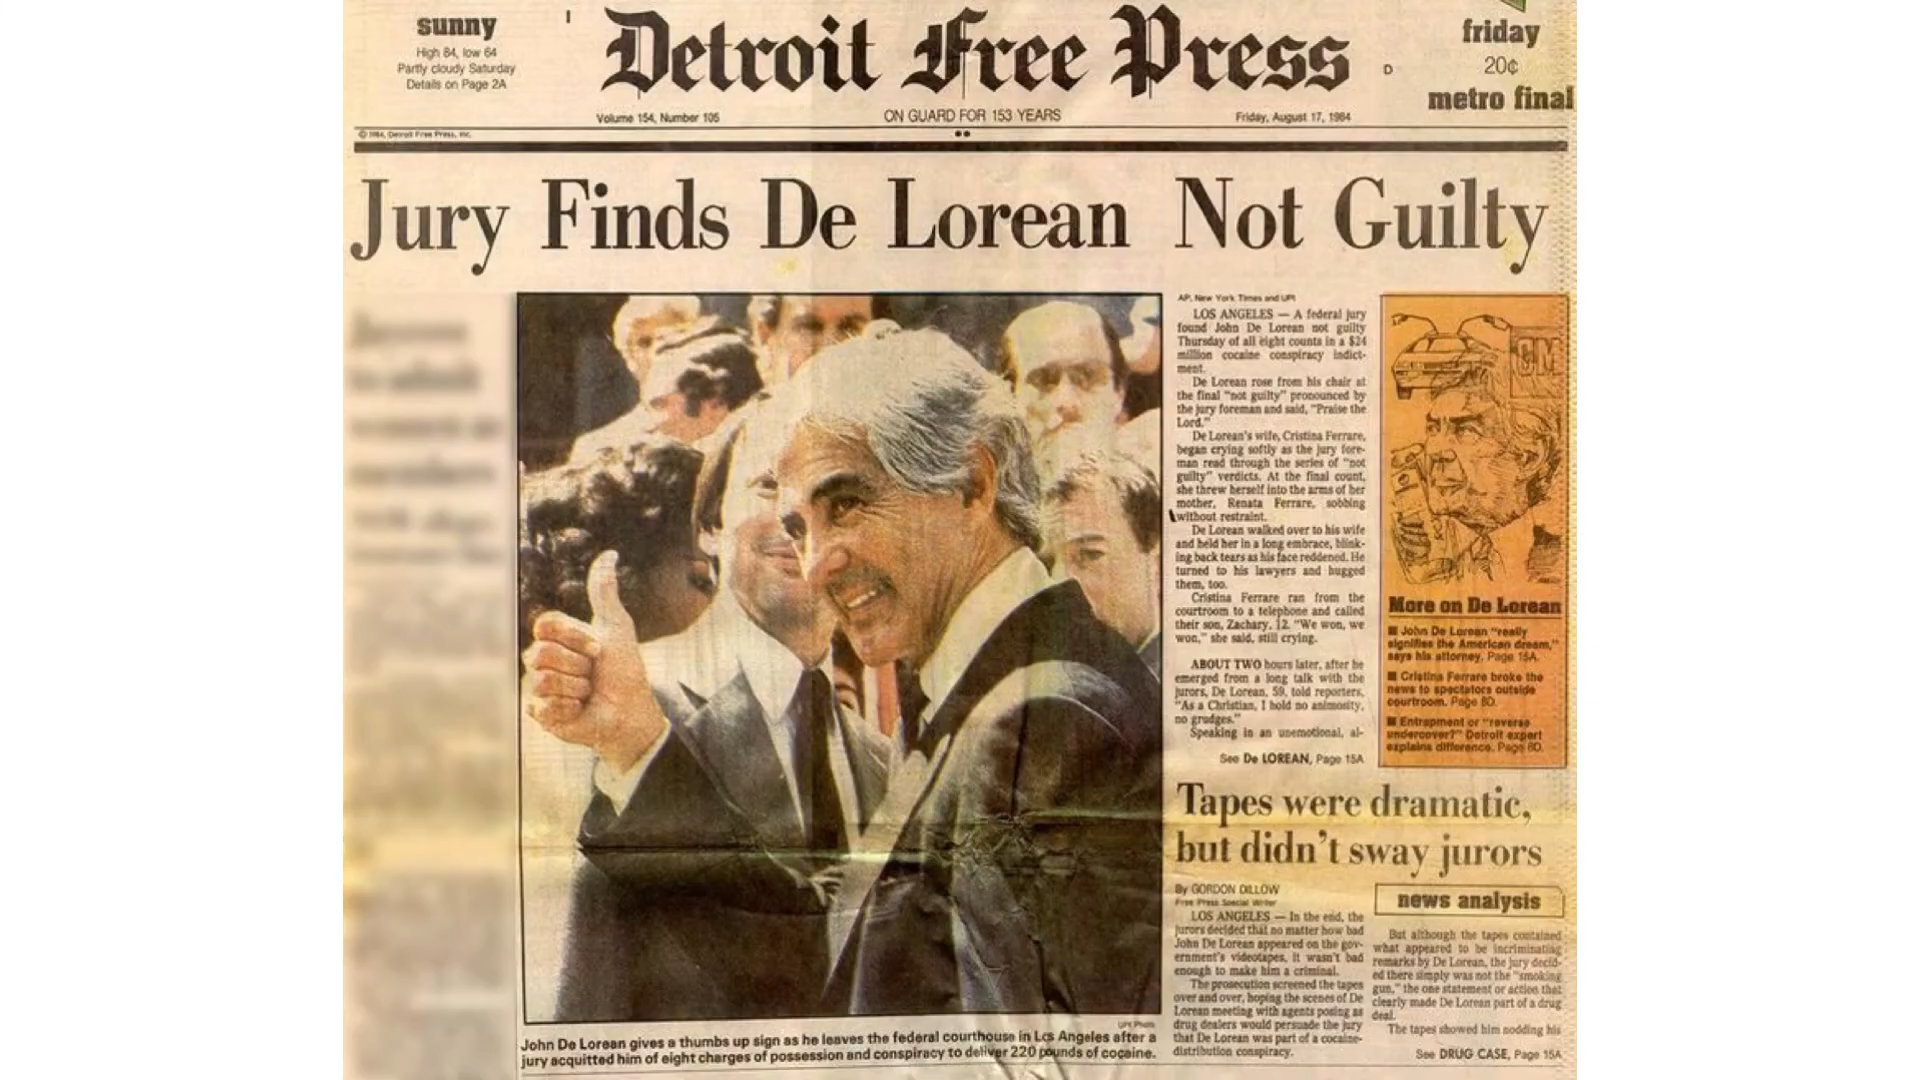 sunny
High 84, low 64
Partly cloudy Saturday
Details on Page 2A
Detroit Free Press
friday
20¢
metro final
Volume 154, Number 105
ON GUARD FOR 153 YEARS
Friday, August 17, 1984
© 1984, Detroit Free Press, Inc.
Jury Finds De Lorean Not Guilty
UPI Photo
John De Lorean gives a thumbs up sign as he leaves the federal courthouse in Los Angeles after a
jury acquitted him of eight charges of possession and conspiracy to deliver 220 pounds of cocaine.
AP, New York Times and UPI
LOS ANGELES — A federal jury
found John De Lorean not guilty
Thursday of all eight counts in a $24
million cocaine conspiracy indict-
ment.
De Lorean rose from his chair at
the final “not guilty” pronounced by
the jury foreman and said, “Praise the
Lord.”
De Lorean's wife, Cristina Ferrare,
began crying softly as the jury fore-
man read through the series of “not
guilty” verdicts. At the final count,
she threw herself into the arms of her
mother, Renata Ferrare, sobbing
without restraint.
De Lorean walked over to his wife
and held her in a long embrace, blink-
ing back tears as his face reddened. He
turned to his lawyers and hugged
them, too.
Cristina Ferrare ran from the
courtroom to a telephone and called
their son, Zachary, 12. “We won, we
won,” she said, still crying.
ABOUT TWO hours later, after he
emerged from a long talk with the
jurors, De Lorean, 59, told reporters,
“As a Christian, I hold no animosity,
no grudges.”
Speaking in an unemotional, al-
See De LOREAN, Page 15A
GM
More on De Lorean
■ John De Lorean “really
signifies the American dream,”
says his attorney. Page 15A.
■ Cristina Ferrare broke the
news to spectators outside
courtroom. Page 8D.
■ Entrapment or “reverse
undercover?” Detroit expert
explains difference. Page 8D.
Tapes were dramatic,
but didn't sway jurors
By GORDON DILLOW
Free Press Special Writer
LOS ANGELES — In the end, the
jurors decided that no matter how bad
John De Lorean appeared on the gov-
ernment's videotapes, it wasn't bad
enough to make him a criminal.
The prosecution screened the tapes
over and over, hoping the scenes of De
Lorean meeting with agents posing as
drug dealers would persuade the jury
that De Lorean was part of a cocaine-
distribution conspiracy.
news analysis
But although the tapes contained
what appeared to be incriminating
remarks by De Lorean, the jury decid-
ed there simply was not the “smoking
gun,” the one statement or action that
clearly made De Lorean part of a drug
deal.
The tapes showed him nodding his
See DRUG CASE, Page 15A